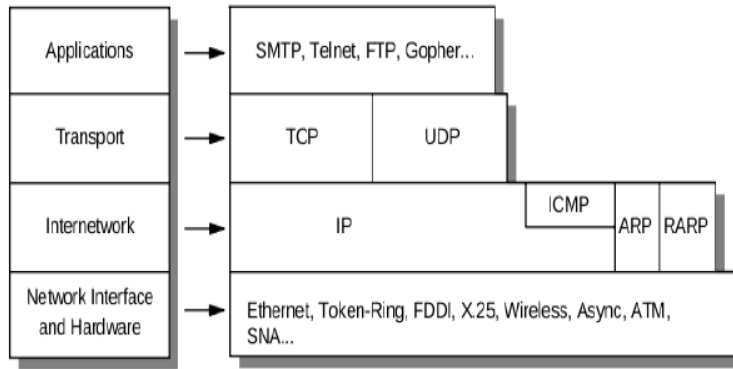 Applications
SMTP, Telnet, FTP, Gopher...
Transport
TCP
UDP
Internetwork
IP
ICMP
ARP
RARP
Network Interface
and Hardware
Ethernet, Token-Ring, FDDI, X.25, Wireless, Async, ATM,
SNA...